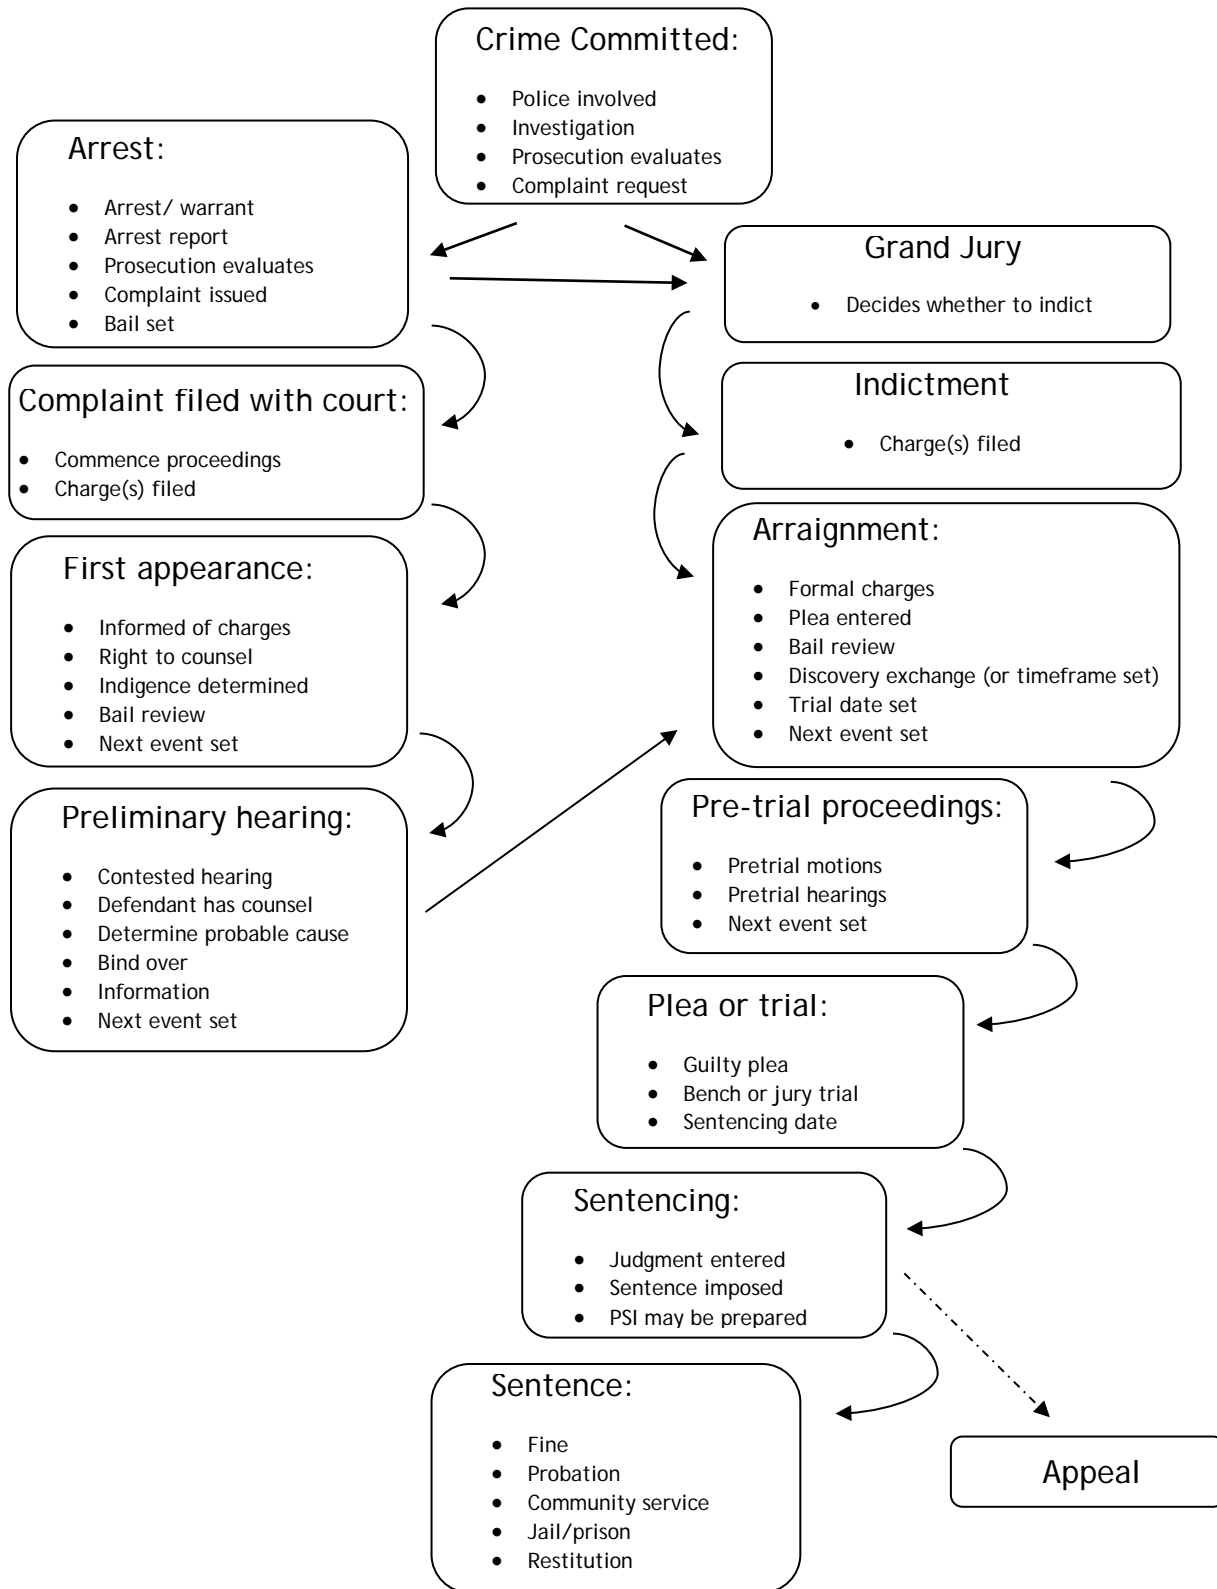 Crime Committed:
• Police involved
• Investigation
• Prosecution evaluates
• Complaint request
Arrest:
• Arrest/ warrant
• Arrest report
• Prosecution evaluates
• Complaint issued
• Bail set
Grand Jury
• Decides whether to indict
Complaint filed with court:
• Commence proceedings
• Charge(s) filed
Indictment
• Charge(s) filed
First appearance:
• Informed of charges
• Right to counsel
• Indigence determined
• Bail review
• Next event set
Arraignment:
• Formal charges
• Plea entered
• Bail review
• Discovery exchange (or timeframe set)
• Trial date set
• Next event set
Preliminary hearing:
• Contested hearing
• Defendant has counsel
• Determine probable cause
• Bind over
• Information
• Next event set
Pre-trial proceedings:
• Pretrial motions
• Pretrial hearings
• Next event set
Plea or trial:
• Guilty plea
• Bench or jury trial
• Sentencing date
Sentencing:
• Judgment entered
• Sentence imposed
• PSI may be prepared
Sentence:
• Fine
• Probation
• Community service
• Jail/prison
• Restitution
Appeal